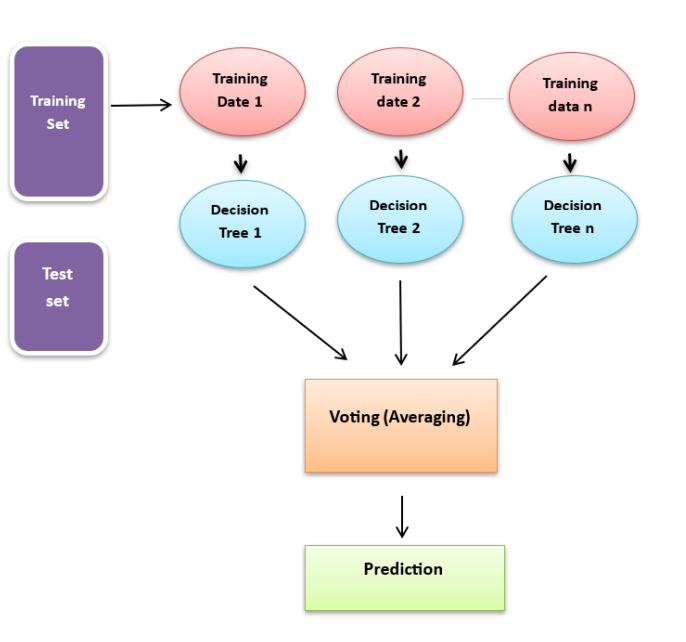 Training
Set
Training
Date 1
Training
date 2
Training
data n
Decision
Tree 1
Decision
Tree 2
Decision
Tree n
Test
set
Voting (Averaging)
Prediction